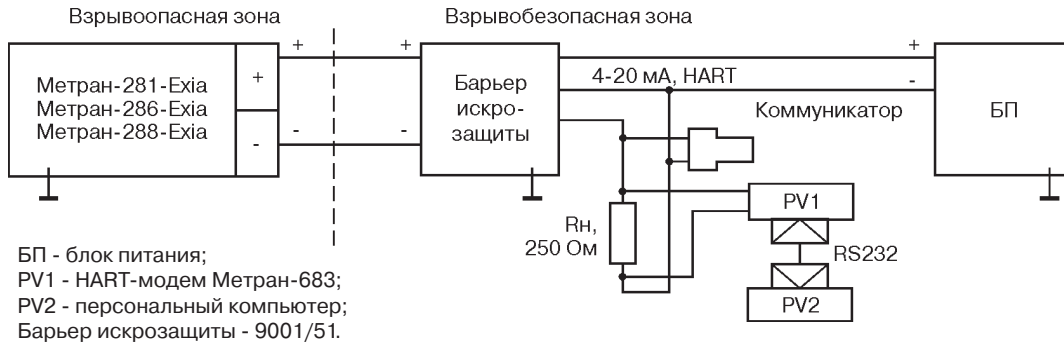 Взрывоопасная зона
Взрывобезопасная зона
Метран-281-Exia
Метран-286-Exia
Метран-288-Exia
+
-
+
-
+
-
Барьер
искро-
защиты
4-20 мА, HART
+
-
Коммуникатор
БП
Rн,
250 Ом
PV1
RS232
PV2
БП - блок питания;
PV1 - HART-модем Метран-683;
PV2 - персональный компьютер;
Барьер искрозащиты - 9001/51.